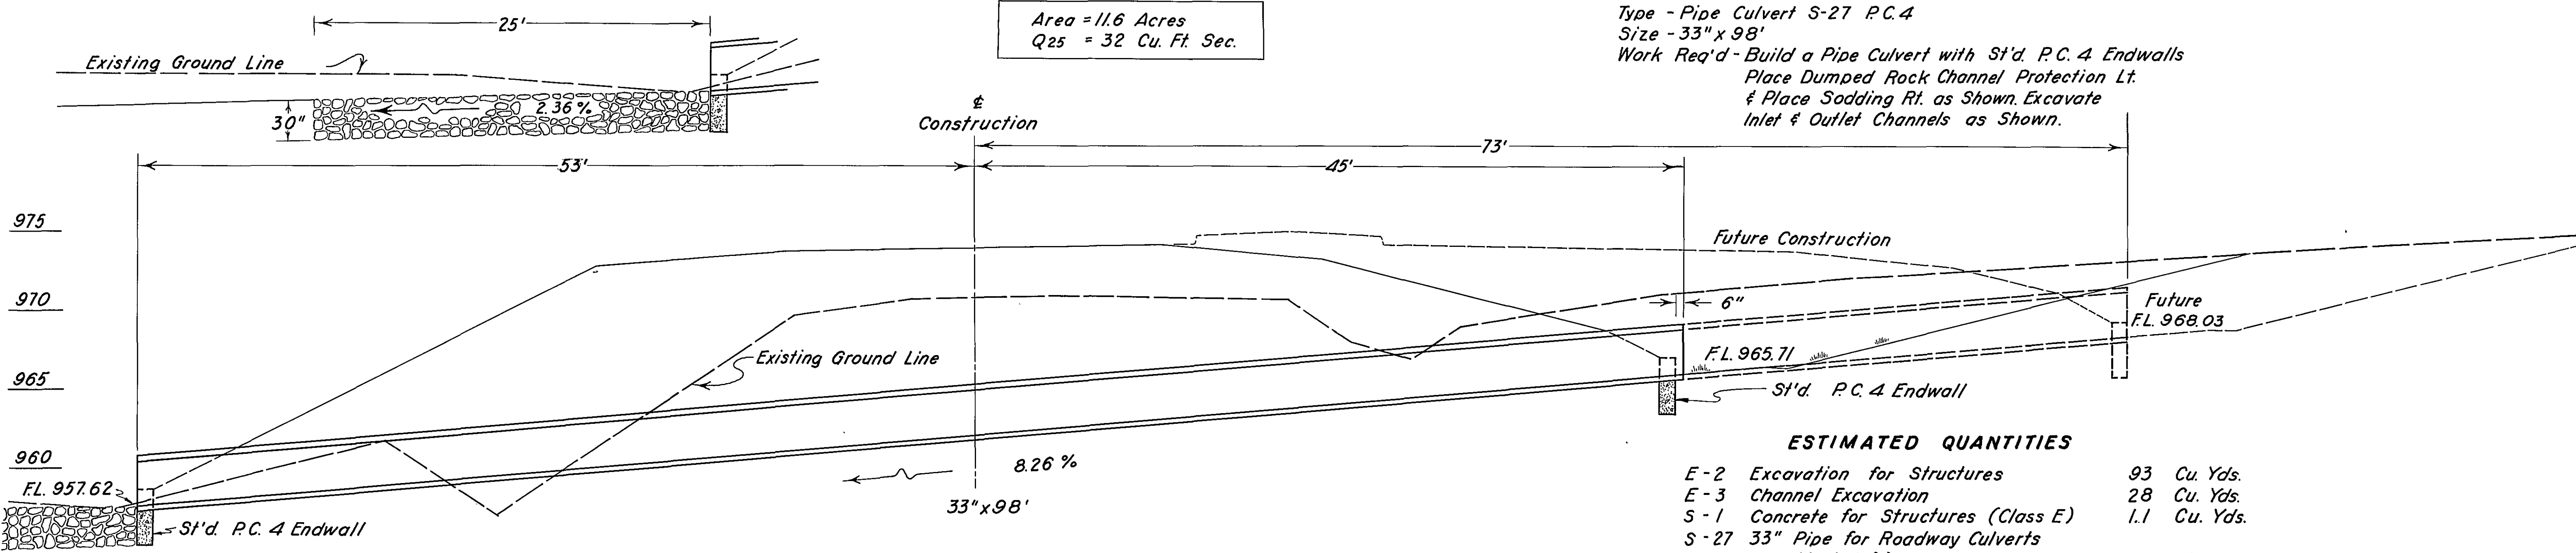 25'
Existing Ground Line
2.36 %
30"
Area = 11.6 Acres
Q25 = 32 Cu. Ft. Sec.
Type - Pipe Culvert S-27 P.C. 4
Size - 33" x 98'
Work Req'd - Build a Pipe Culvert with St'd. P.C. 4 Endwalls
Place Dumped Rock Channel Protection Lt.
& Place Sodding Rt. as Shown. Excavate
Inlet & Outlet Channels as Shown.
℄
Construction
73'
53'
45'
975
Future Construction
970
6"
Future
F.L. 968.03
Existing Ground Line
F.L. 965.71
965
St'd. P.C. 4 Endwall
960
8.26 %
F.L. 957.62
33" x 98'
St'd. P.C. 4 Endwall
ESTIMATED QUANTITIES
E-2 Excavation for Structures 93 Cu. Yds.
E-3 Channel Excavation 28 Cu. Yds.
S-1 Concrete for Structures (Class E) 1.1 Cu. Yds.
S-27 33" Pipe for Roadway Culverts